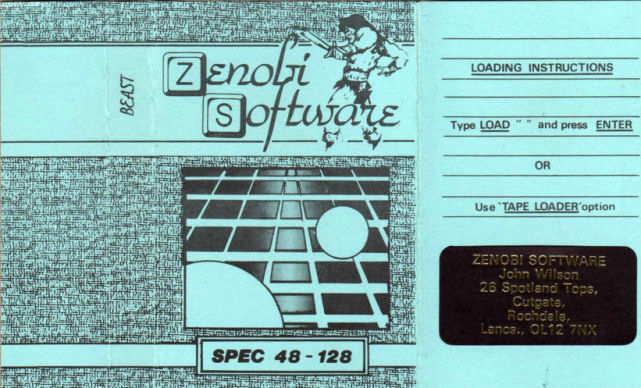 BEAST
Zenobi
Software
SPEC 48 - 128
LOADING INSTRUCTIONS
Type LOAD " " and press ENTER
OR
Use `TAPE LOADER´option
ZENOBI SOFTWARE
John Wilson
26 Spotland Tops,
Cutgate,
Rochdale,
Lancs., OL12 7NX